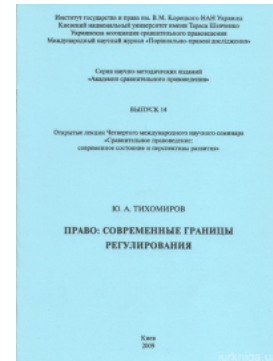 Институт государства и права им. В.М. Корецкого НАН Украины
Киевский национальный университет имени Тараса Шевченко
Украинская ассоциация сравнительного правоведения
Международный научный журнал «Порівняльно-правові дослідження»
Серия научно-методических изданий
«Академия сравнительного правоведения»
ВЫПУСК 14
Открытые лекции Четвертого международного научного семинара
«Сравнительное правоведение:
современное состояние и перспективы развития»
Ю. А. ТИХОМИРОВ
ПРАВО: СОВРЕМЕННЫЕ ГРАНИЦЫ
РЕГУЛИРОВАНИЯ
Киев
2009